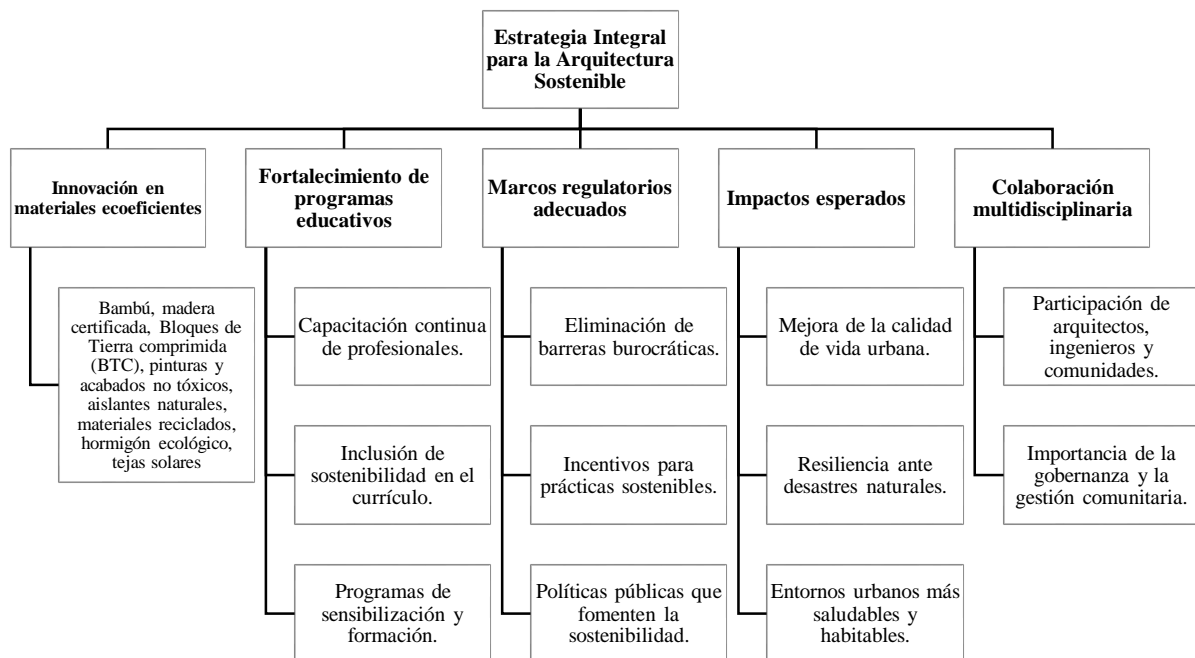 Estrategia Integral
para la Arquitectura
Sostenible
Innovación en
materiales ecoeficientes
Bambú, madera
certificada, Bloques de
Tierra comprimida
(BTC), pinturas y
acabados no tóxicos,
aislantes naturales,
materiales reciclados,
hormigón ecológico,
tejas solares
Fortalecimiento de
programas
educativos
Capacitación continua
de profesionales.
Inclusión de
sostenibilidad en el
currículo.
Programas de
sensibilización y
formación.
Marcos regulatorios
adecuados
Eliminación de
barreras burocráticas.
Incentivos para
prácticas sostenibles.
Políticas públicas que
fomenten la
sostenibilidad.
Impactos esperados
Mejora de la calidad
de vida urbana.
Resiliencia ante
desastres naturales.
Entornos urbanos más
saludables y
habitables.
Colaboración
multidisciplinaria
Participación de
arquitectos,
ingenieros y
comunidades.
Importancia de la
gobernanza y la
gestión comunitaria.